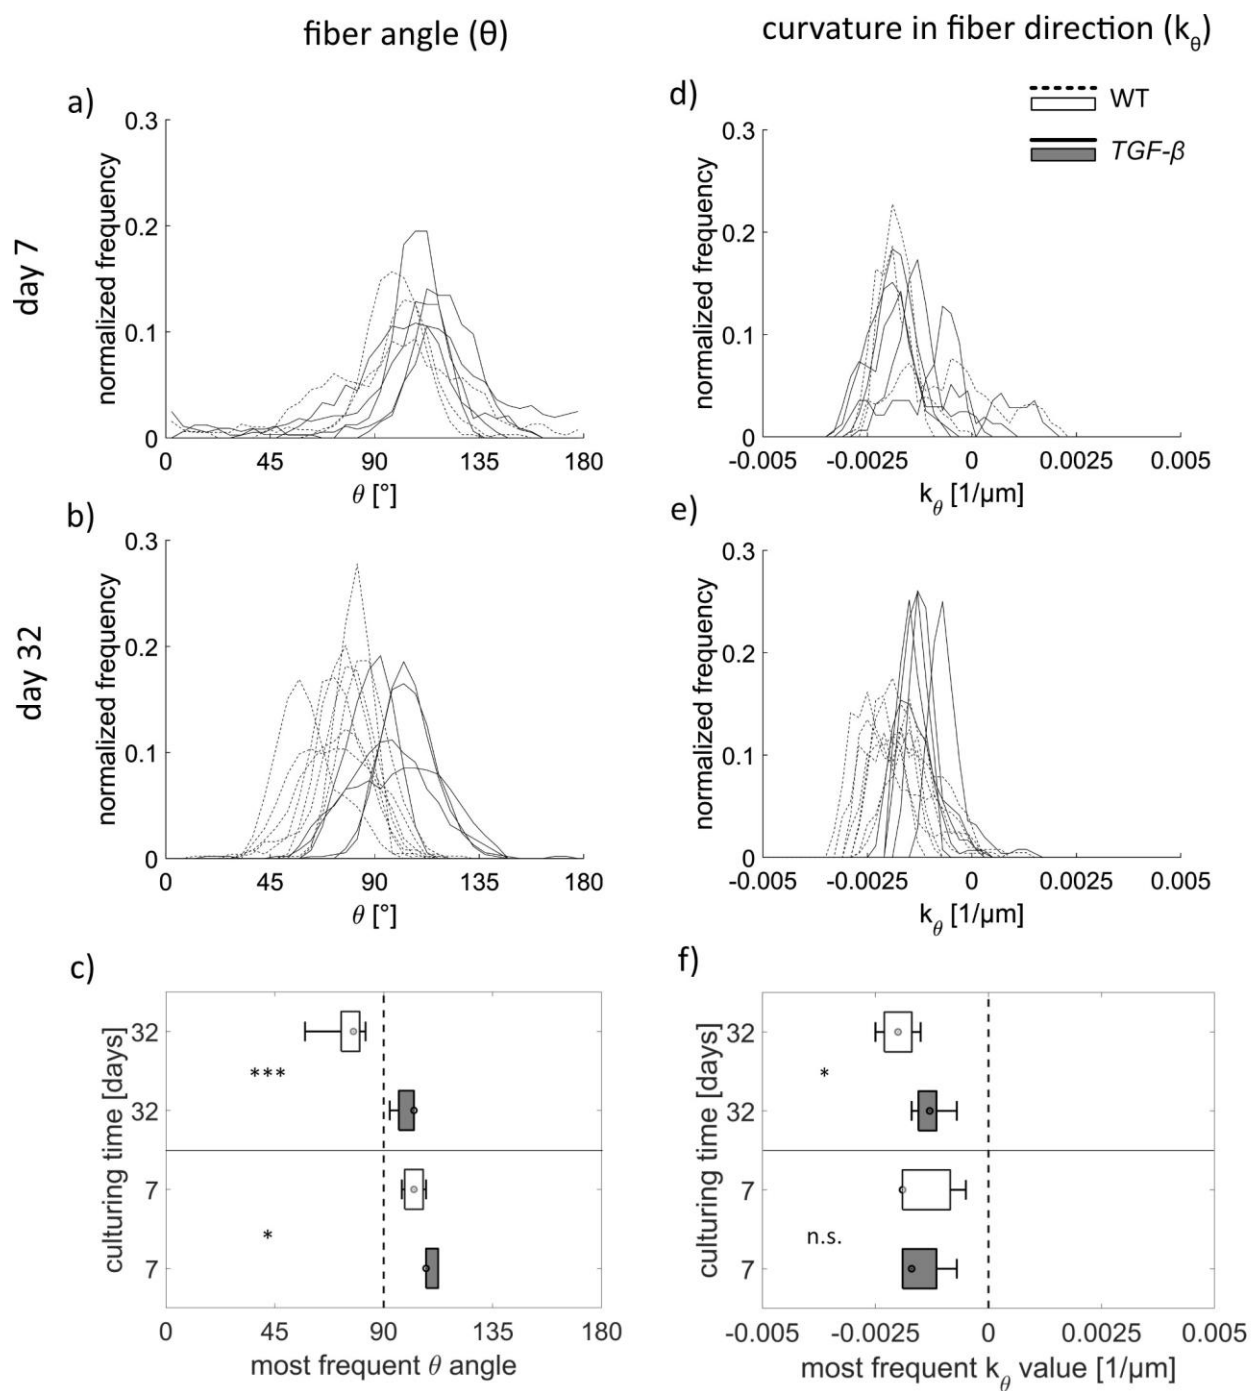 fiber angle (θ)
curvature in fiber direction (kθ)
WT
TGF-β
day 7
a)
normalized frequency
0.3
0.2
0.1
0
0 45 90 135 180
θ [°]
d)
normalized frequency
0.3
0.2
0.1
0
-0.005 -0.0025 0 0.0025 0.005
kθ [1/µm]
day 32
b)
normalized frequency
0.3
0.2
0.1
0
0 45 90 135 180
θ [°]
e)
normalized frequency
0.3
0.2
0.1
0
-0.005 -0.0025 0 0.0025 0.005
kθ [1/µm]
c)
culturing time [days]
32
***
32
7
*
7
0 45 90 135 180
most frequent θ angle
f)
culturing time [days]
32
*
32
7
n.s.
7
-0.005 -0.0025 0 0.0025 0.005
most frequent kθ value [1/µm]